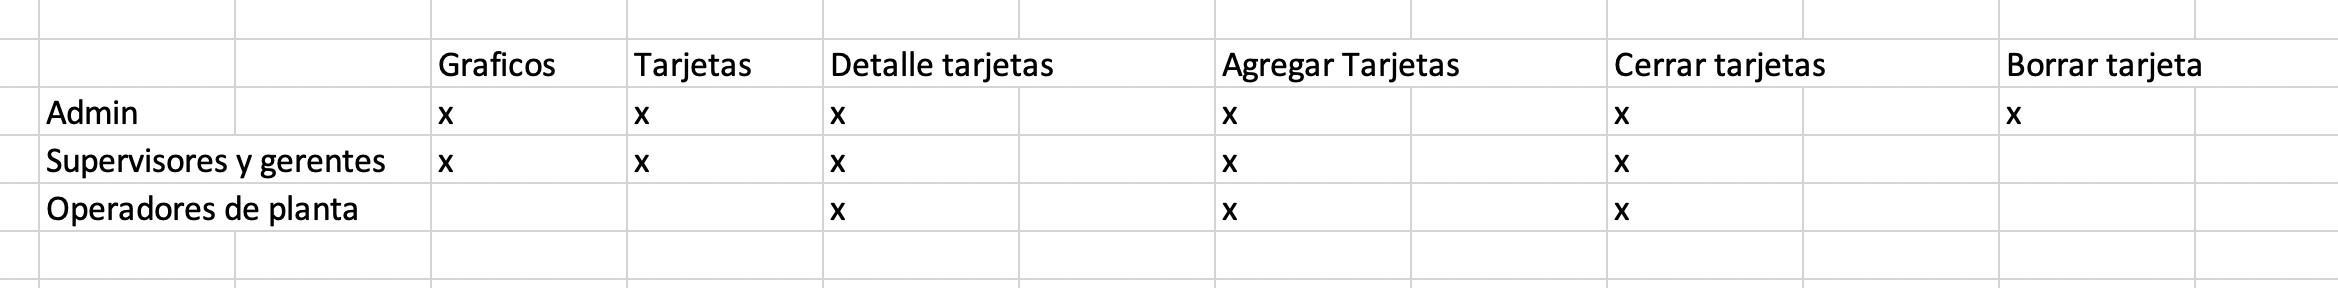 Graficos Tarjetas Detalle tarjetas Agregar Tarjetas Cerrar tarjetas Borrar tarjeta
Admin x x x x x x
Supervisores y gerentes x x x x x
Operadores de planta x x x